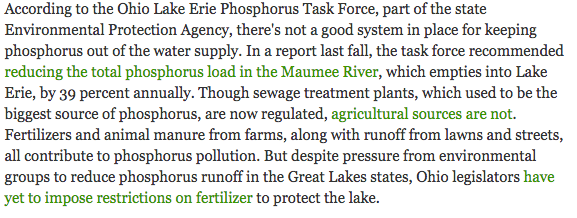 According to the Ohio Lake Erie Phosphorus Task Force, part of the state
Environmental Protection Agency, there's not a good system in place for keeping
phosphorus out of the water supply. In a report last fall, the task force recommended
reducing the total phosphorus load in the Maumee River, which empties into Lake
Erie, by 39 percent annually. Though sewage treatment plants, which used to be the
biggest source of phosphorus, are now regulated, agricultural sources are not.
Fertilizers and animal manure from farms, along with runoff from lawns and streets,
all contribute to phosphorus pollution. But despite pressure from environmental
groups to reduce phosphorus runoff in the Great Lakes states, Ohio legislators have
yet to impose restrictions on fertilizer to protect the lake.